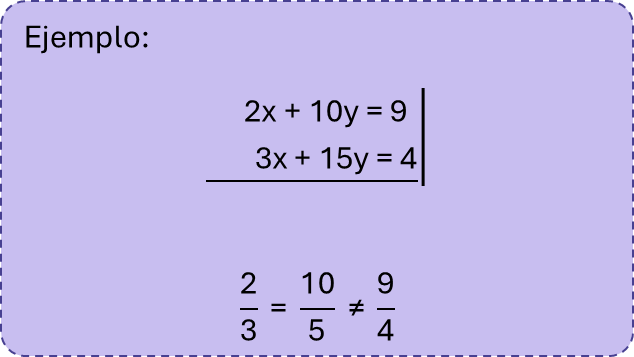 Ejemplo:
2x + 10y = 9
3x + 15y = 4
2/3 = 10/5 ≠ 9/4